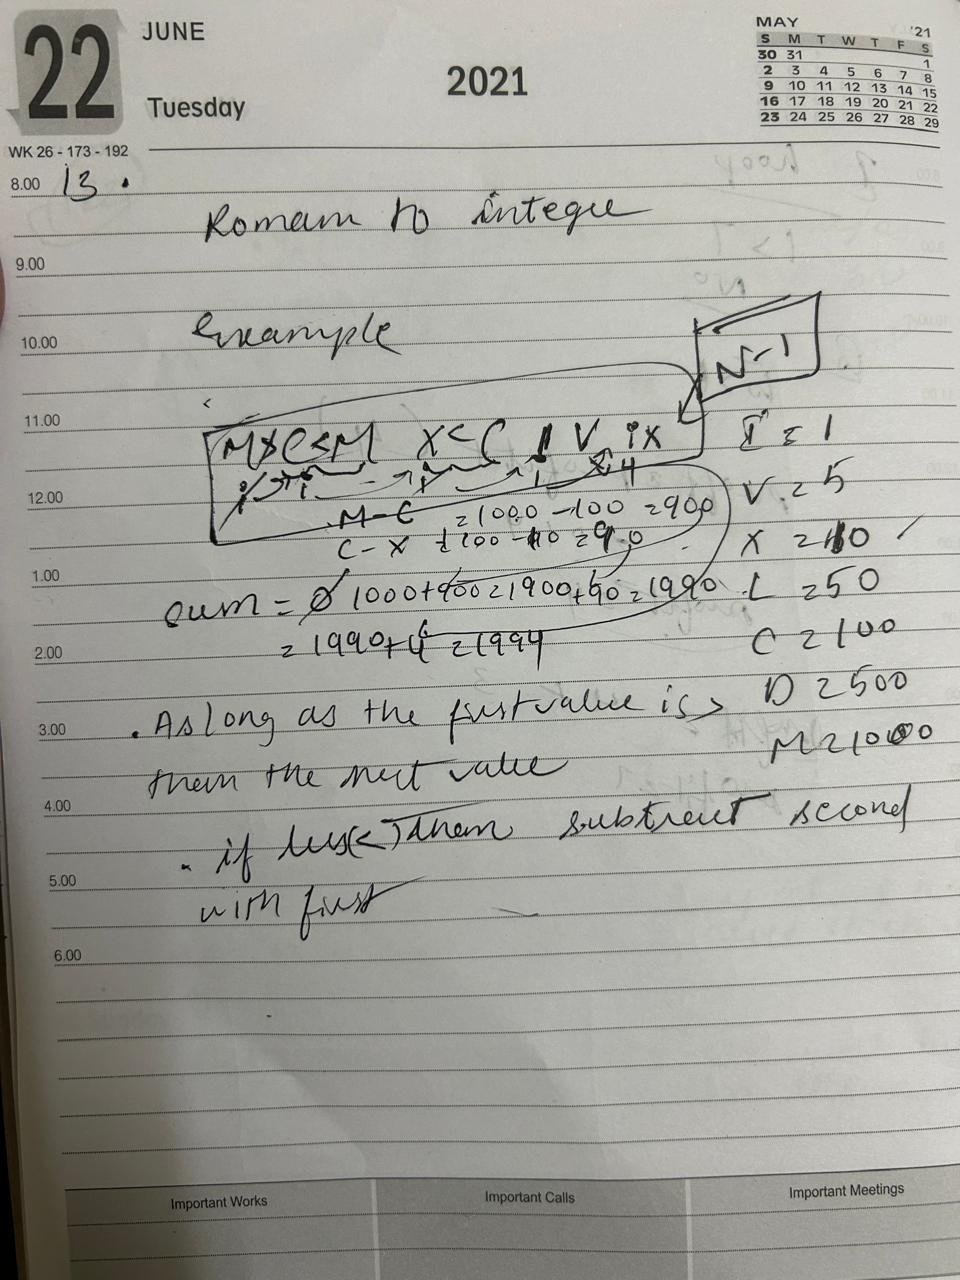 22
JUNE
Tuesday
2021
MAY '21
S M T W T F S
30 31 1
2 3 4 5 6 7 8
9 10 11 12 13 14 15
16 17 18 19 20 21 22
23 24 25 26 27 28 29
WK 26 - 173 - 192
8.00 13.
Roman to intege
9.00
10.00 Example
N-1
11.00
M>C<M X<C I V ix I = 1
12.00 4 V = 5
M-C = 1000 - 100 = 900
C - X = 100 - 10 = 90 X = 10
1.00
sum = 0 1000+900=1900+90=1990 L = 50
2.00 = 1990+4=1994 C = 100
3.00 . As long as the first value is > D = 500
then the next value M = 1000
4.00
. if less(<) then subtract second
5.00
with first
6.00
Important Works Important Calls Important Meetings